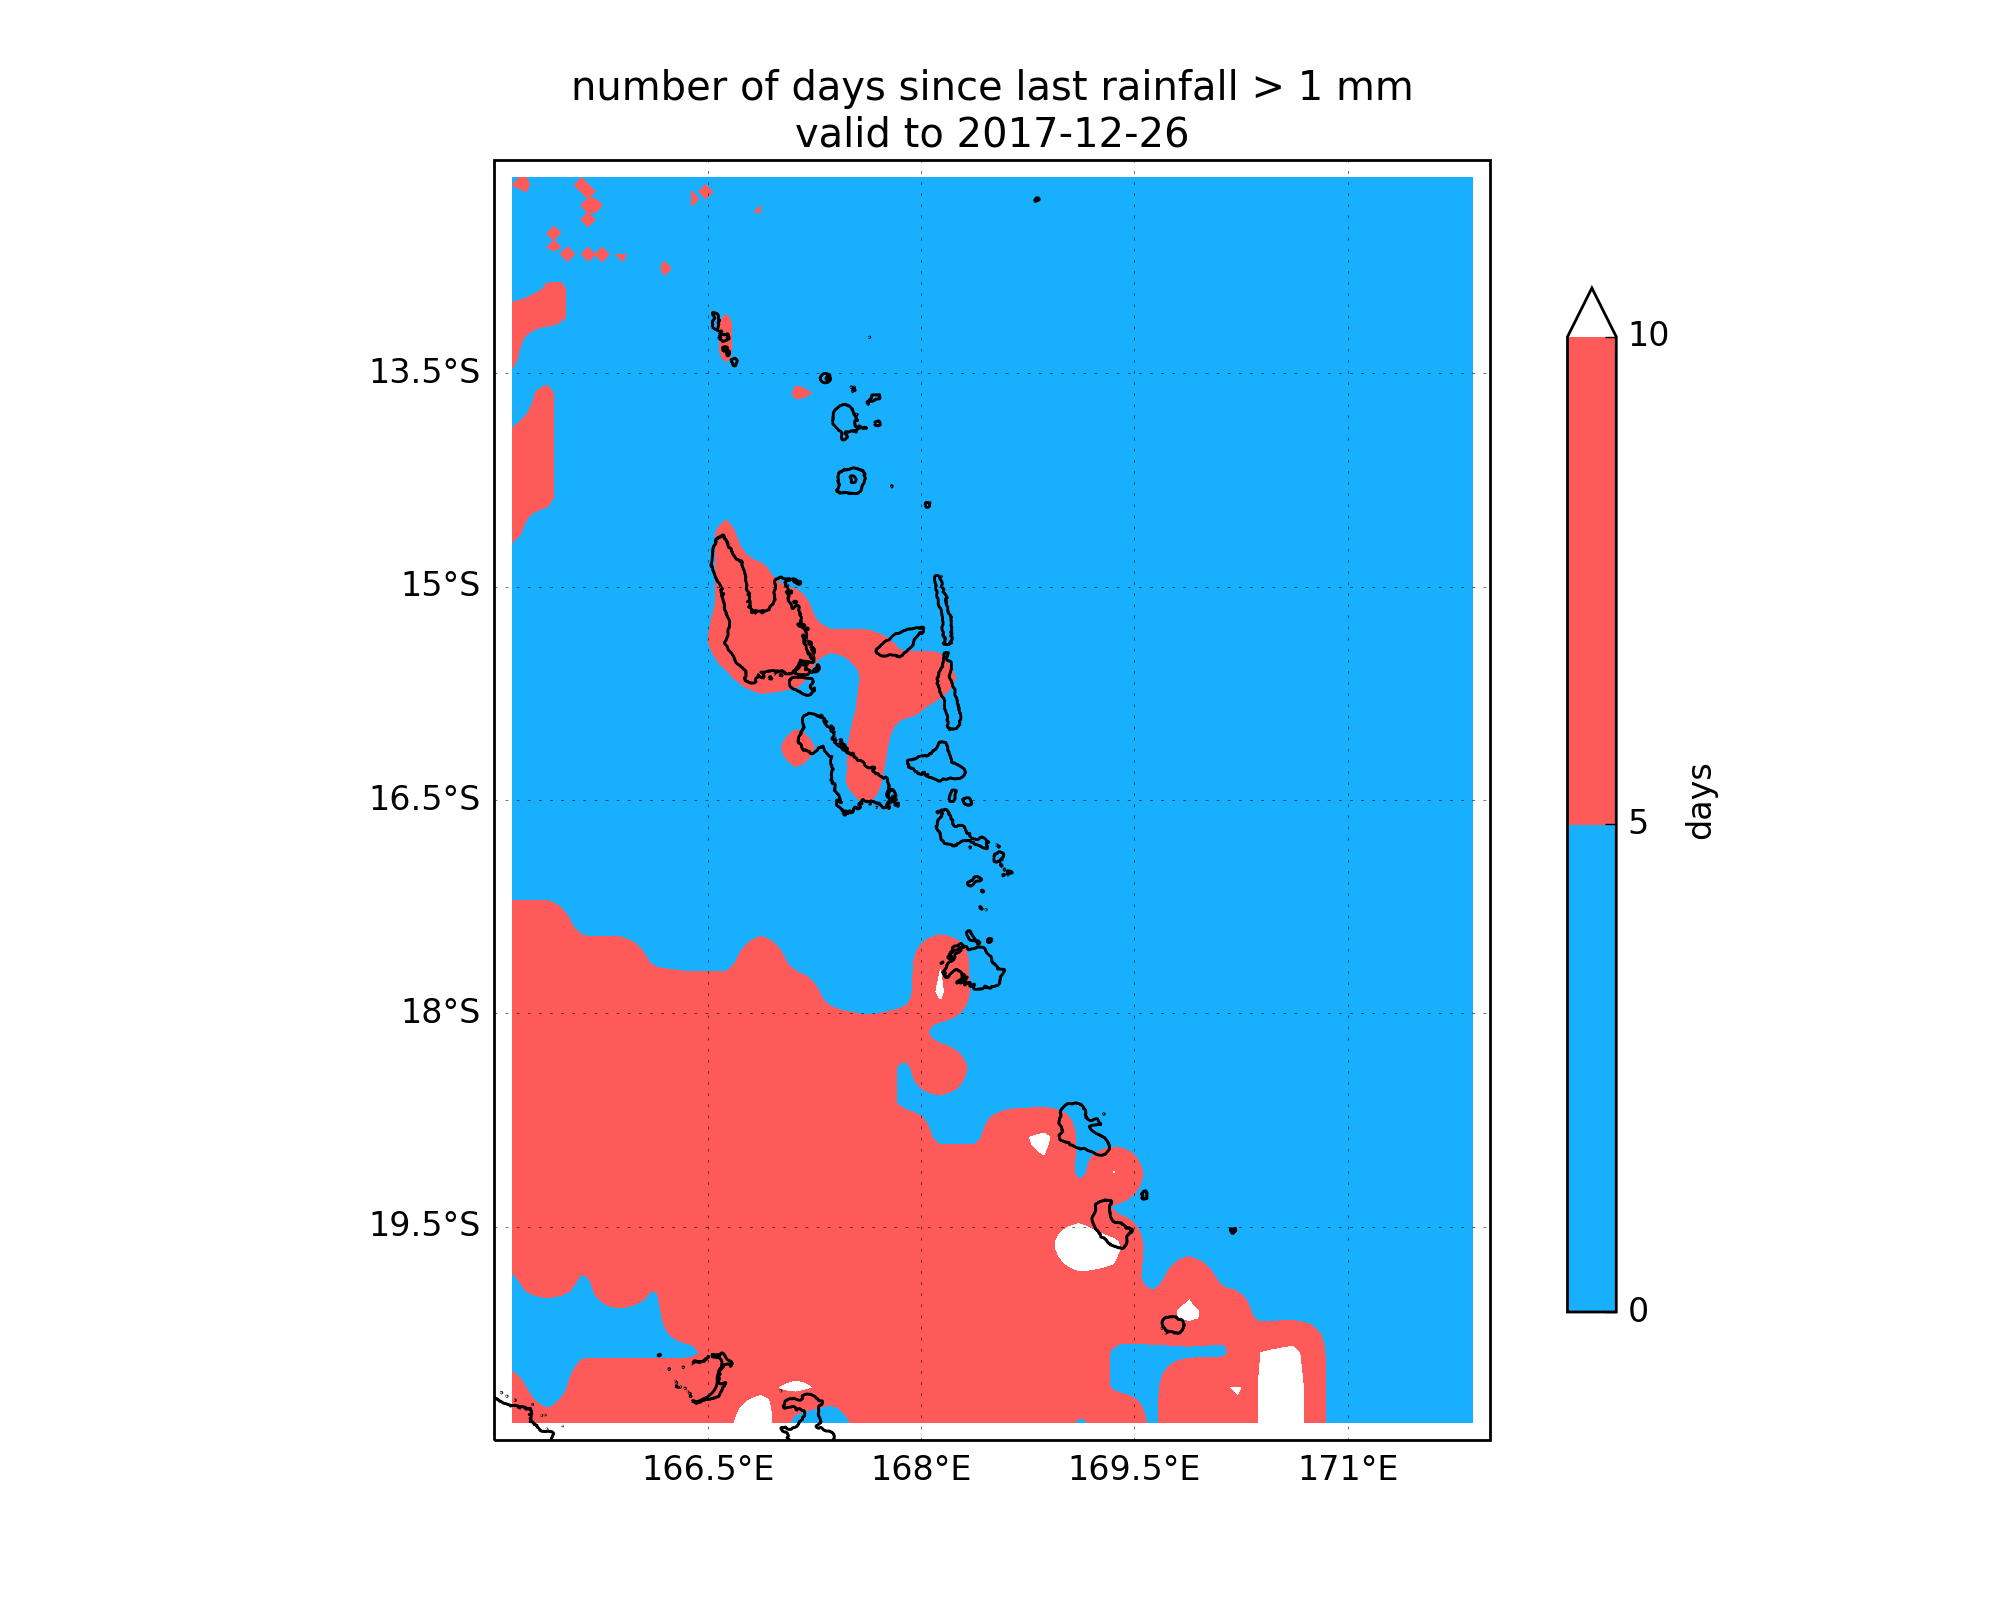 number of days since last rainfall > 1 mm
valid to 2017-12-26
13.5°S
15°S
16.5°S
18°S
19.5°S
166.5°E
168°E
169.5°E
171°E
10
5
0
days